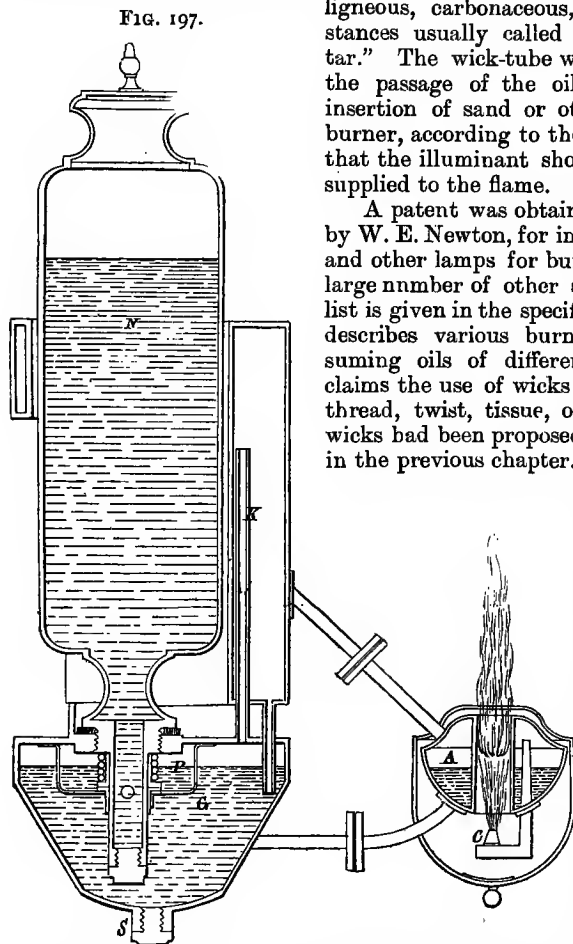 FIG. 197.
ligneous, carbonaceous,
stances usually called
tar." The wick-tube w
the passage of the oil
insertion of sand or ot
burner, according to the
that the illuminant sho
supplied to the flame.
A patent was obtain
by W. E. Newton, for in
and other lamps for bu
large nnmber of other s
list is given in the specif
describes various burn
suming oils of differe
claims the use of wicks
thread, twist, tissue, o
wicks bad been proposed
in the previous chapter.
N
K
P
G
S
A
C